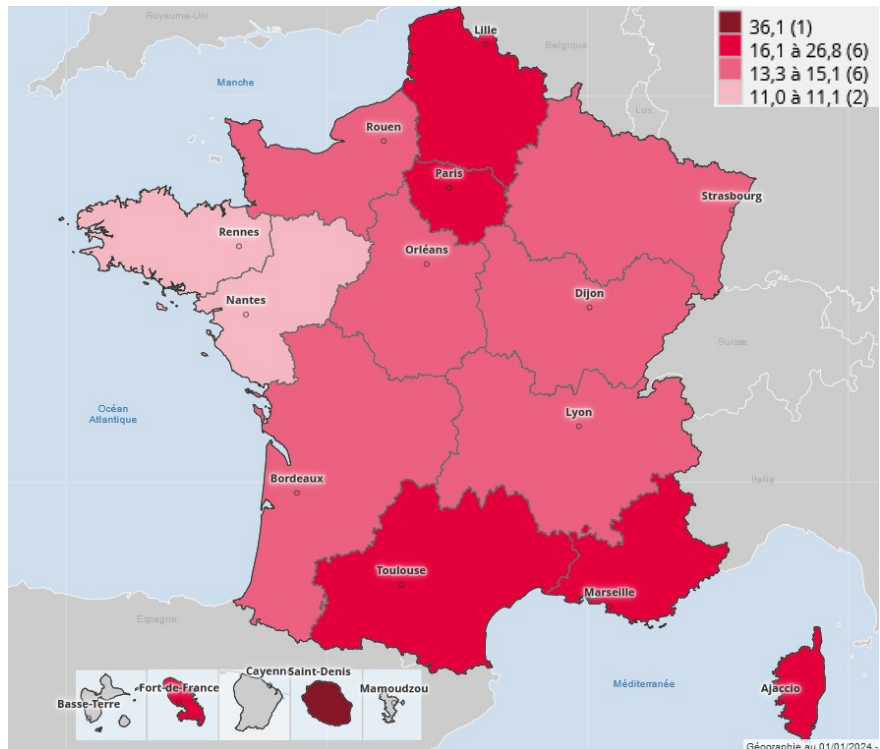 Royaume-Uni
Lille
Belgique
36,1 (1)
16,1 à 26,8 (6)
13,3 à 15,1 (6)
11,0 à 11,1 (2)
Manche
Lux.
Rouen
Paris
Strasbourg
Rennes
Orléans
Nantes
Dijon
Suisse
Océan
Atlantique
Lyon
Bordeaux
Italie
Toulouse
Marseille
Espagne
Cayenn
Saint-Denis
Fort-de-France
Mamoudzou
Basse-Terre
Méditerranée
Ajaccio
Géographie au 01/01/2024 -